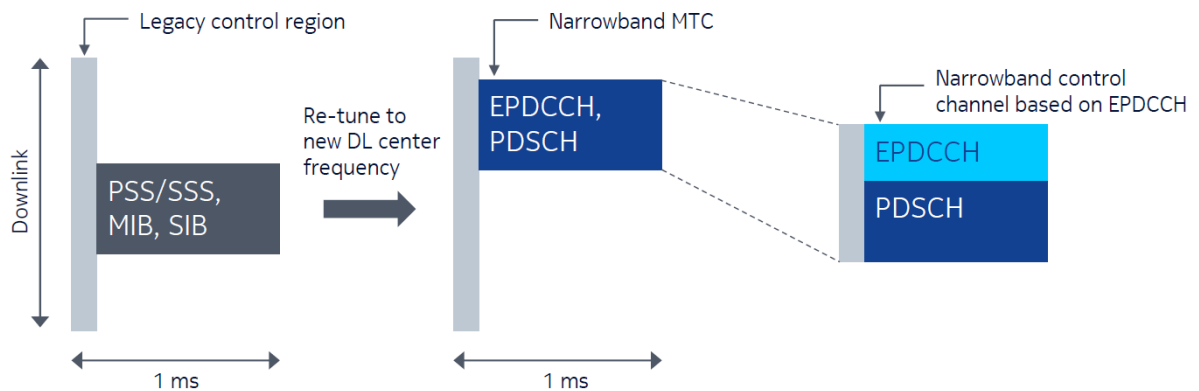 Legacy control region
Downlink
PSS/SSS,
MIB, SIB
1 ms
Re-tune to
new DL center
frequency
Narrowband MTC
EPDCCH,
PDSCH
1 ms
Narrowband control
channel based on EPDCCH
EPDCCH
PDSCH